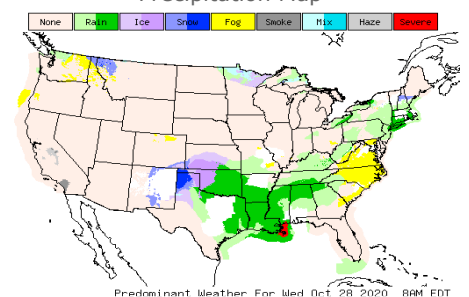 Precipitation Map
None Rain Ice Snow Fog Smoke Mix Haze Severe
Predominant Weather For Wed Oct 28 2020 8AM EDT